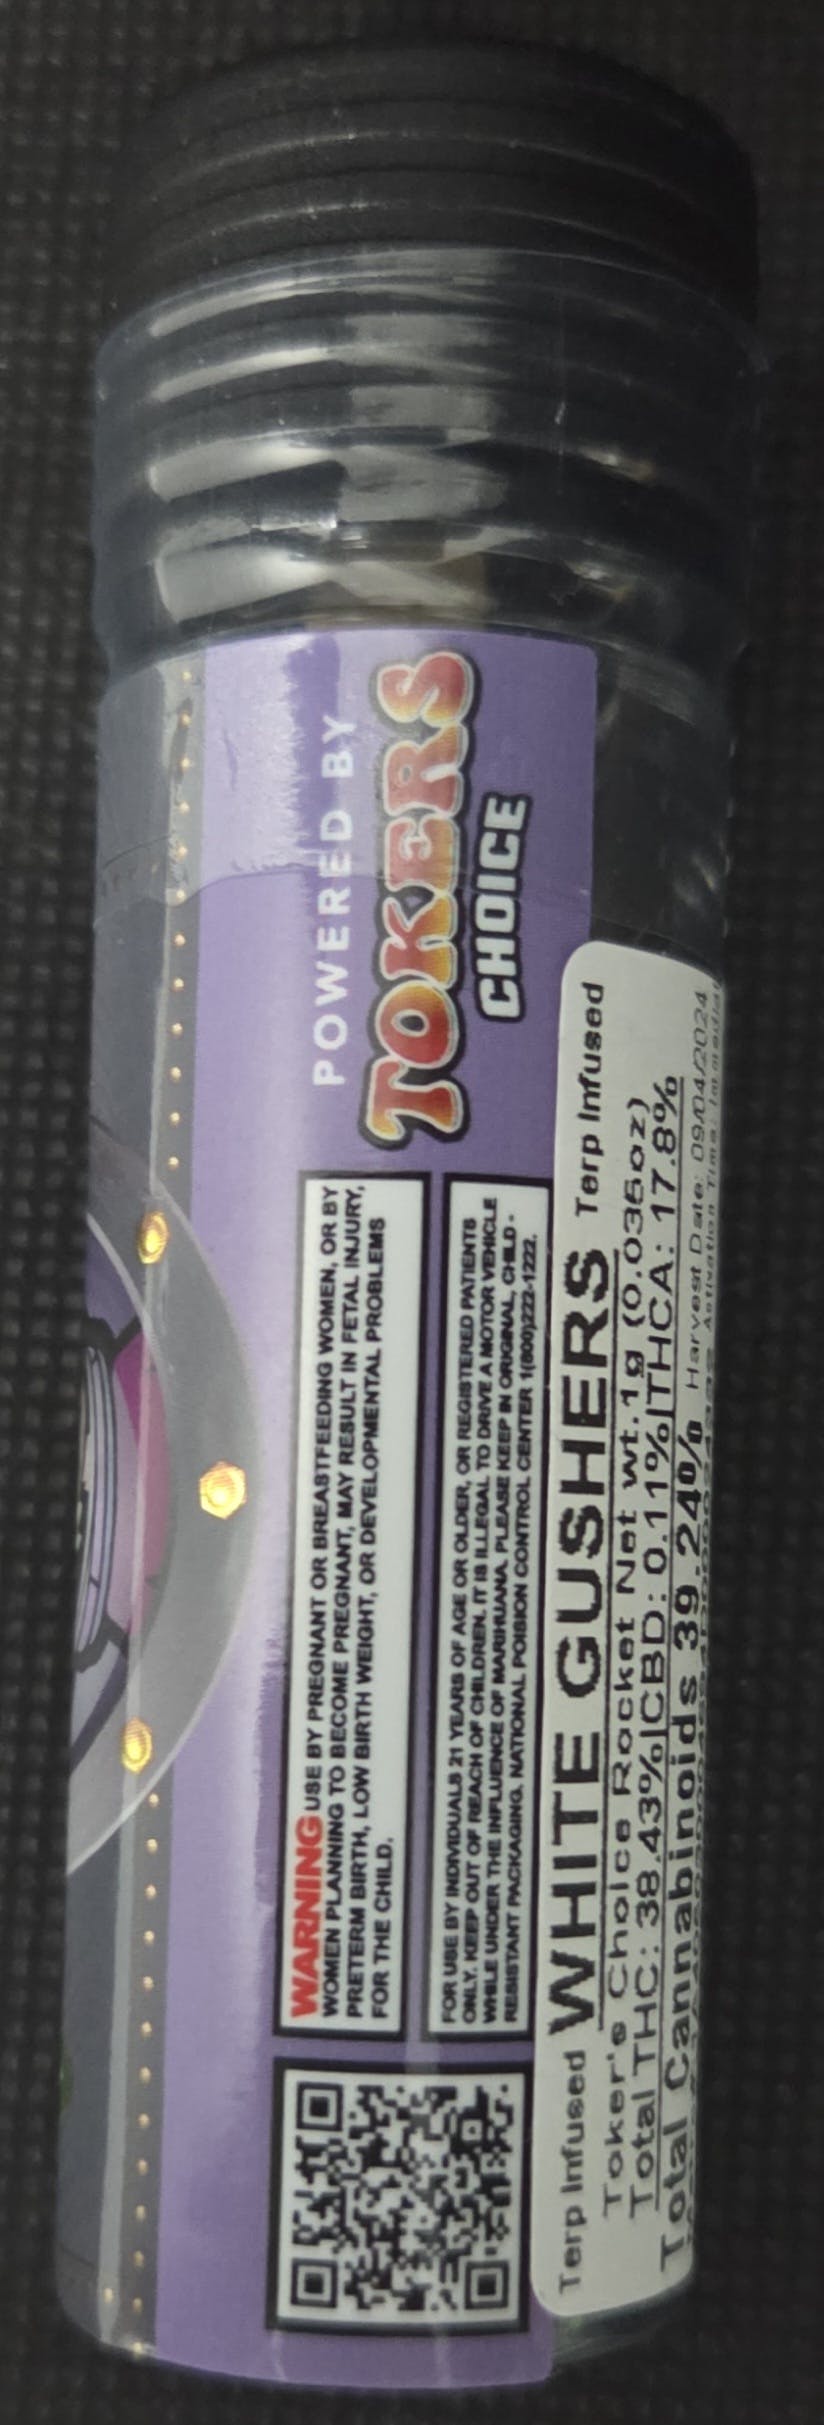 POWERED BY
TOKERS
CHOICE
WARNING USE BY PREGNANT OR BREASTFEEDING WOMEN, OR BY
WOMEN PLANNING TO BECOME PREGNANT, MAY RESULT IN FETAL INJURY,
PRETERM BIRTH, LOW BIRTH WEIGHT, OR DEVELOPMENTAL PROBLEMS
FOR THE CHILD.
FOR USE BY INDIVIDUALS 21 YEARS OF AGE OR OLDER, OR REGISTERED PATIENTS
ONLY. KEEP OUT OF REACH OF CHILDREN. IT IS ILLEGAL TO DRIVE A MOTOR VEHICLE
WHILE UNDER THE INFLUENCE OF MARIHUANA. PLEASE KEEP IN ORIGINAL, CHILD -
RESISTANT PACKAGING. NATIONAL POISION CONTROL CENTER 1(800)222-1222.
Terp Infused WHITE GUSHERS Terp Infused
Toker's Choice Rocket Net wt.1g (0.035oz)
Total THC: 38.43%|CBD: 0.11%|THCA: 17.8%
Total Cannabinoids 39.24% Harvest Date: 09/04/2024
Activation Time: